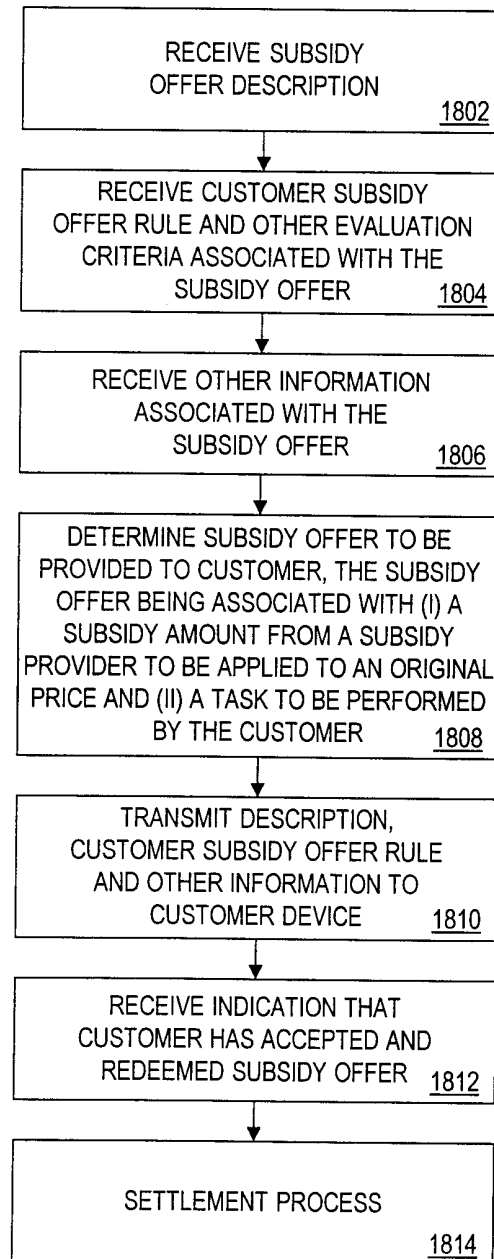 RECEIVE SUBSIDY
OFFER DESCRIPTION
1802
RECEIVE CUSTOMER SUBSIDY
OFFER RULE AND OTHER EVALUATION
CRITERIA ASSOCIATED WITH THE
SUBSIDY OFFER 1804
RECEIVE OTHER INFORMATION
ASSOCIATED WITH THE
SUBSIDY OFFER 1806
DETERMINE SUBSIDY OFFER TO BE
PROVIDED TO CUSTOMER, THE SUBSIDY
OFFER BEING ASSOCIATED WITH (I) A
SUBSIDY AMOUNT FROM A SUBSIDY
PROVIDER TO BE APPLIED TO AN ORIGINAL
PRICE AND (II) A TASK TO BE PERFORMED
BY THE CUSTOMER 1808
TRANSMIT DESCRIPTION,
CUSTOMER SUBSIDY OFFER RULE
AND OTHER INFORMATION TO
CUSTOMER DEVICE 1810
RECEIVE INDICATION THAT
CUSTOMER HAS ACCEPTED AND
REDEEMED SUBSIDY OFFER 1812
SETTLEMENT PROCESS
1814